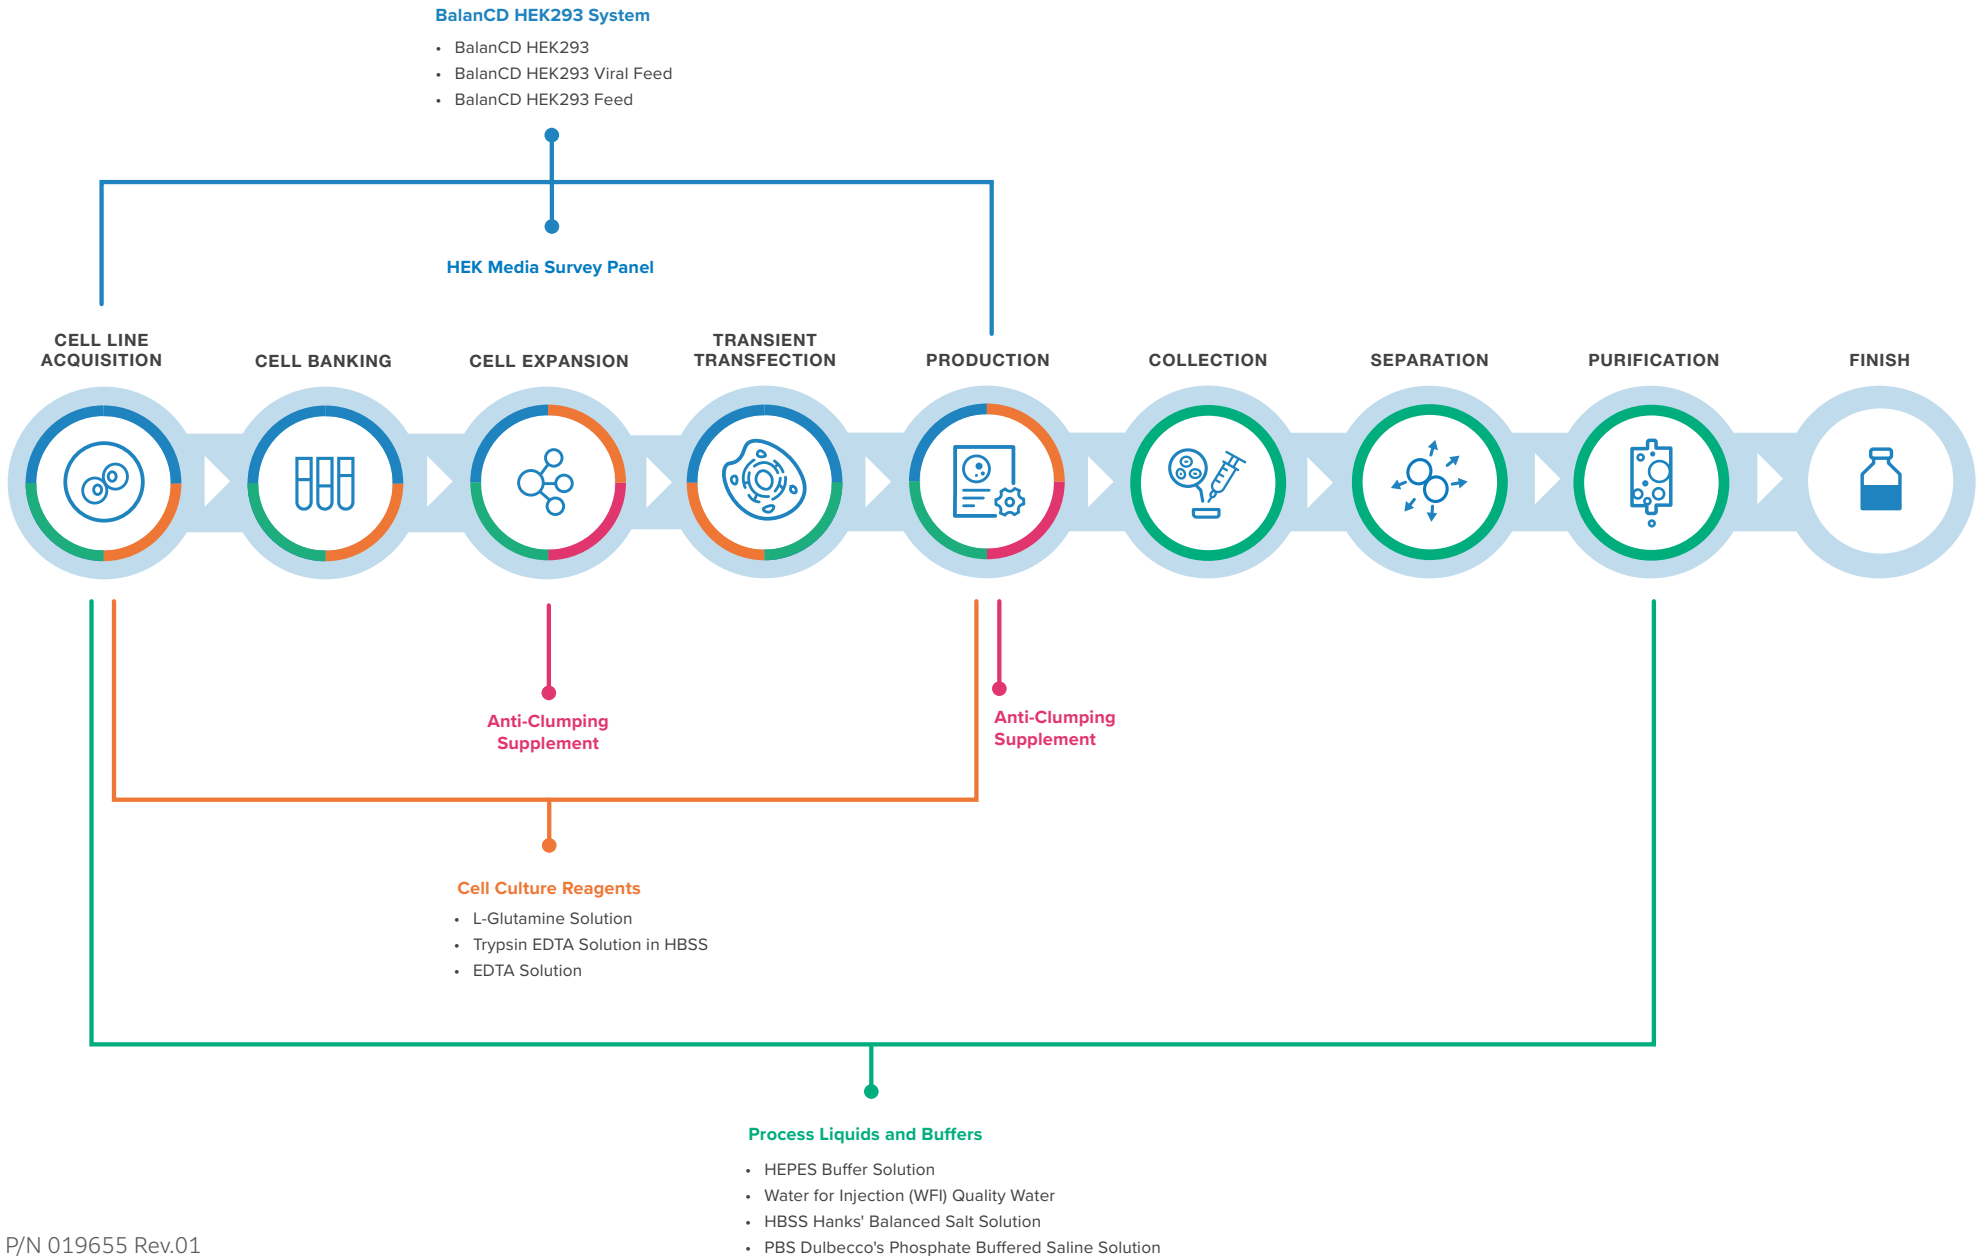 BalanCD HEK293 System
• BalanCD HEK293
• BalanCD HEK293 Viral Feed
• BalanCD HEK293 Feed
HEK Media Survey Panel
CELL LINE
ACQUISITION
CELL BANKING
CELL EXPANSION
TRANSIENT
TRANSFECTION
PRODUCTION
COLLECTION
SEPARATION
PURIFICATION
FINISH
Anti-Clumping
Supplement
Anti-Clumping
Supplement
Cell Culture Reagents
• L-Glutamine Solution
• Trypsin EDTA Solution in HBSS
• EDTA Solution
Process Liquids and Buffers
• HEPES Buffer Solution
• Water for Injection (WFI) Quality Water
• HBSS Hanks' Balanced Salt Solution
• PBS Dulbecco's Phosphate Buffered Saline Solution
P/N 019655 Rev.01